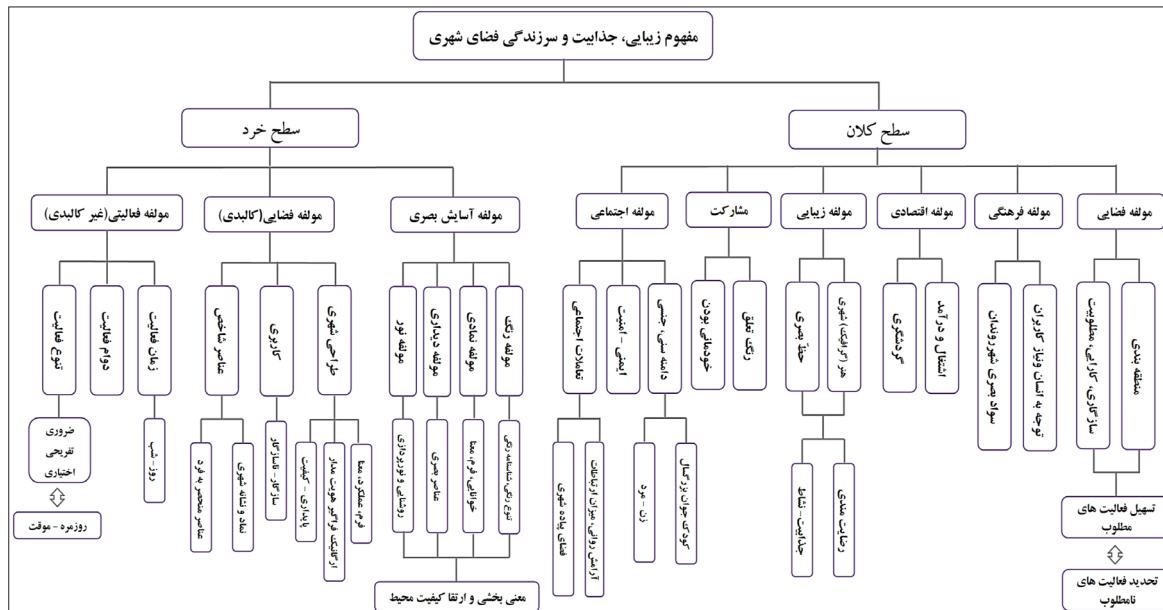 مفهوم زیبایی، جذابیت و سرزندگی فضای شهری
سطح کلان
سطح خرد
مولفه فضایی
مولفه فرهنگی
مولفه اقتصادی
مولفه زیبایی
مشارکت
مولفه اجتماعی
مولفه آسایش بصری
مولفه فضایی(کالبدی)
مولفه فعالیتی(غیر کالبدی)
منطقه بندی
سازگاری، کارایی، مطلوبیت
توجه به انسان ونیاز کاربران
سواد بصری شهروندان
اشتغال و درآمد
گردشگری
هنر (گرافیک) شهری
حظّ بصری
رنگ تعلق
خودمانی بودن
دامنه سنی، جنسی
ایمنی - امنیت
تعاملات اجتماعی
مولفه رنگ
مولفه نمادی
مولفه دیداری
مولفه نور
طراحی شهری
کاربری
عناصر شاخص
زمان فعالیت
دوام فعالیت
تنوع فعالیت
تسهیل فعالیت های
مطلوب
تحدید فعالیت های
نامطلوب
رضایت مندی
جذابیت- نشاط
کودک جوان بزرگسال
زن - مرد
آرامش روانی، میزان ارتباطات
فضای پیاده شهری
تنوع رنگی، شناسنامه رنگی
خوانایی، فرم، معنا
عناصر بصری
روشنایی و نورپردازی
معنی بخشی و ارتقا کیفیت محیط
فرم، عملکرد، معنا
ارگانیک فراگیر هویت مدار
پایداری - کیفیت
سازگار- ناسازگار
نماد و نشانه شهری
عناصر منحصر به فرد
روز- شب
ضروری
تفریحی
اختیاری
روزمره - موقت